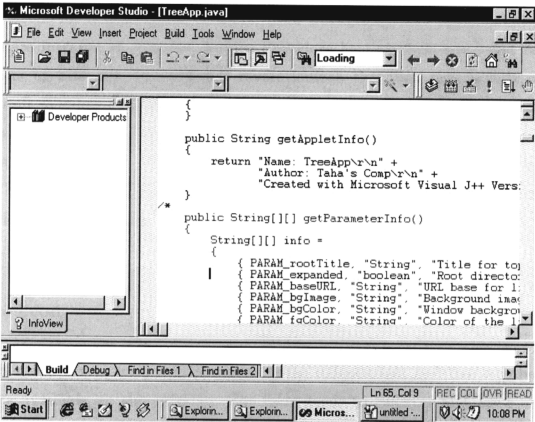 Microsoft Developer Studio - [TreeApp.java]
File Edit View Insert Project Build Tools Window Help
Loading
Developer Products
InfoView
{
}
public String getAppletInfo()
{
return "Name: TreeApp\r\n" +
"Author: Taha's Comp\r\n" +
"Created with Microsoft Visual J++ Vers
}
/*
public String[][] getParameterInfo()
{
String[][] info =
{
{ PARAM_rootTitle, "String", "Title for to
{ PARAM_expanded, "boolean", "Root directo
{ PARAM_baseURL, "String", "URL base for l
{ PARAM_bgImage, "String", "Background ima
{ PARAM_bgColor, "String", "Window backgrou
{ PARAM_fgColor, "String", "Color of the l
Build Debug Find in Files 1 Find in Files 2
Ready
Ln 65, Col 9 REC COL OVR READ
Start Explorin... Explorin... Micros... untitled -... 10:08 PM